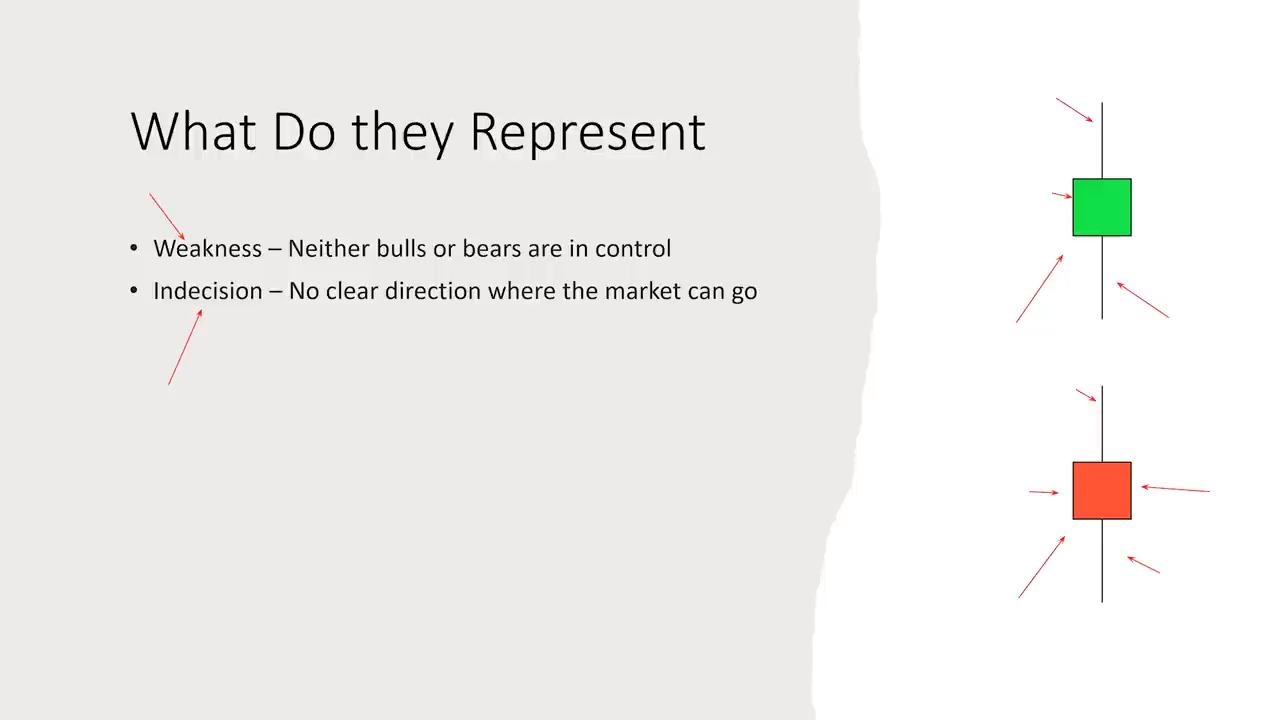 What Do they Represent
• Weakness – Neither bulls or bears are in control
• Indecision – No clear direction where the market can go